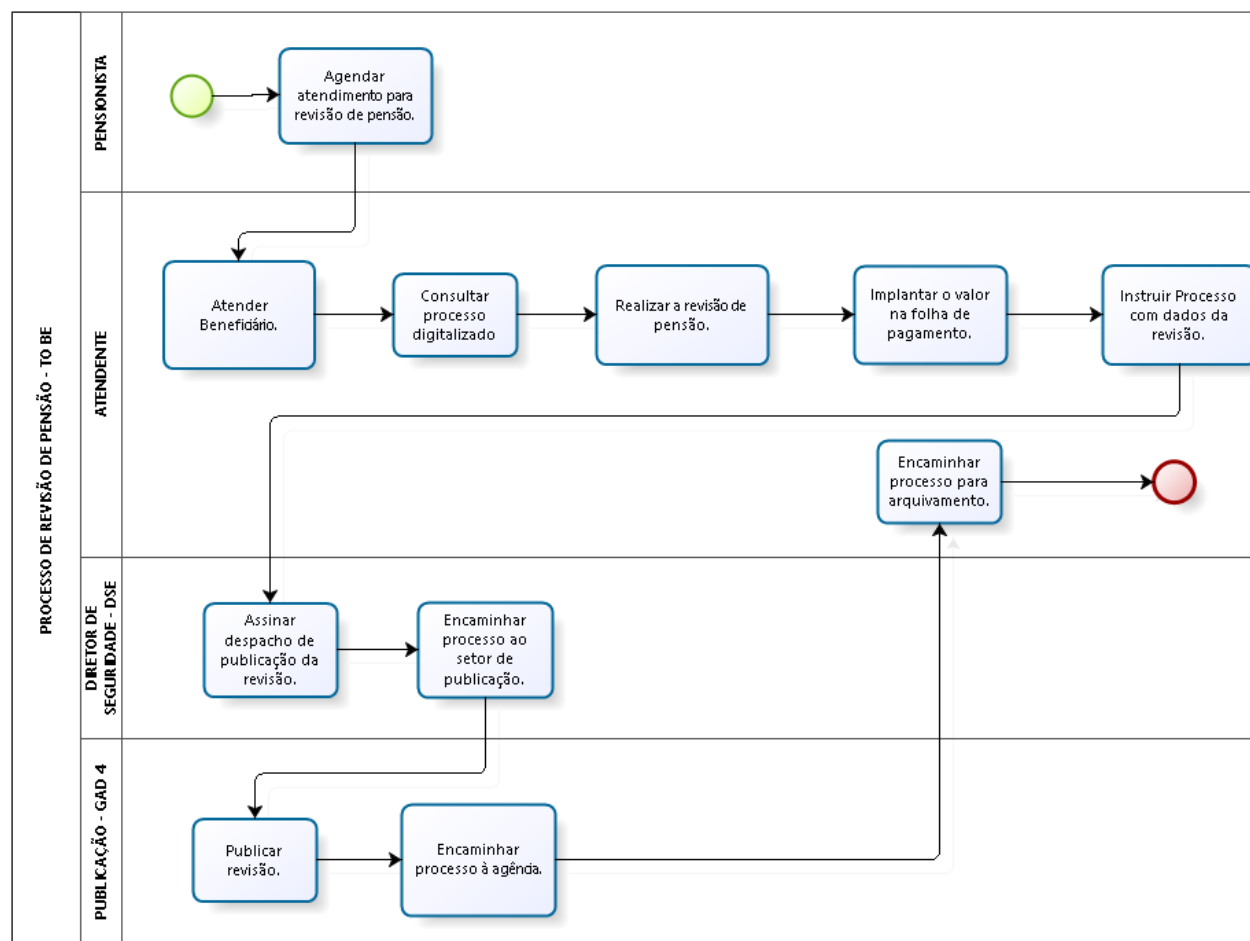 PROCESSO DE REVISÃO DE PENSÃO - TO BE
PENSIONISTA
Agendar
atendimento para
revisão de pensão.
ATENDENTE
Atender
Beneficiário.
Consultar
processo
digitalizado
Realizar a revisão de
pensão.
Implantar o valor
na folha de
pagamento.
Instruir Processo
com dados da
revisão.
Encaminhar
processo para
arquivamento.
DIRETOR DE
SEGURIDADE - DSE
Assinar
despacho de
publicação da
revisão.
Encaminhar
processo ao
setor de
publicação.
PUBLICAÇÃO - GAD 4
Publicar
revisão.
Encaminhar
processo à agência.